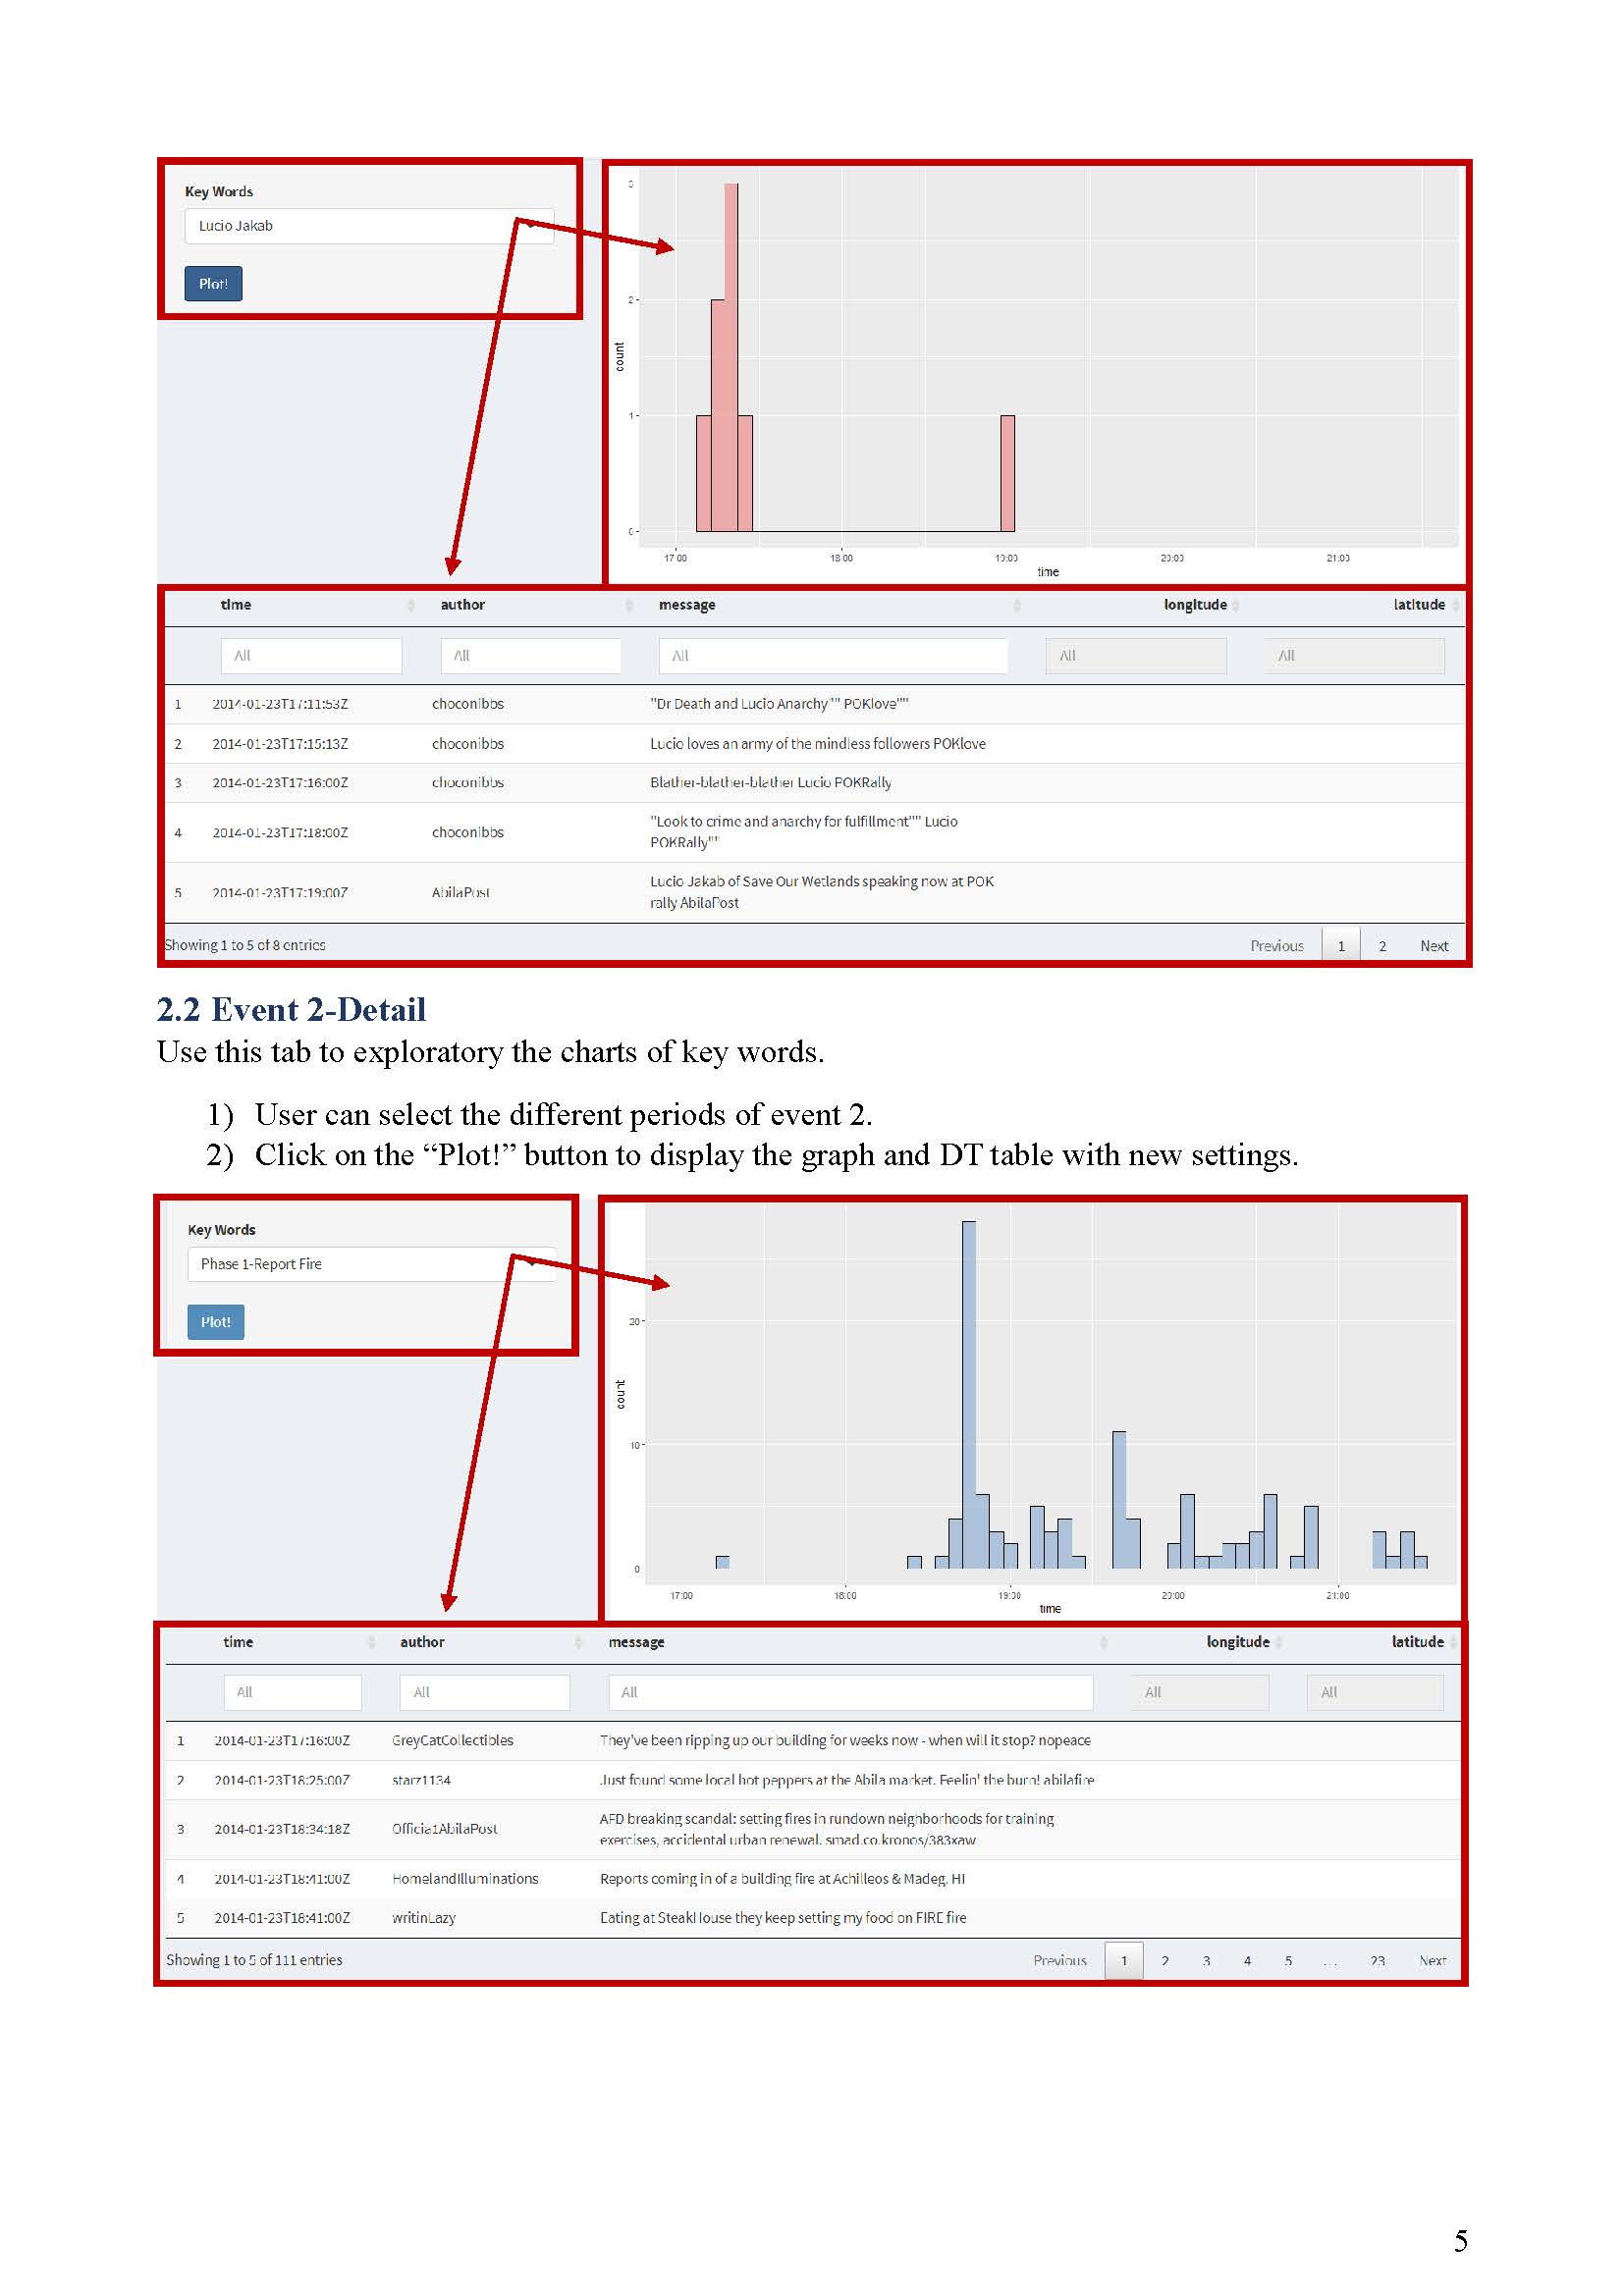 Key Words
Lucio Jakab
Plot!
3
2
1
0
count
17:00 18:00 19:00 20:00 21:00
time
time author message longitude latitude
All All All All All
1 2014-01-23T17:11:53Z choconibbs "Dr Death and Lucio Anarchy"" POKlove""
2 2014-01-23T17:15:13Z choconibbs Lucio loves an army of the mindless followers POKlove
3 2014-01-23T17:16:00Z choconibbs Blather-blather-blather Lucio POKRally
4 2014-01-23T17:18:00Z choconibbs "Look to crime and anarchy for fulfillment"" Lucio
POKRally""
5 2014-01-23T17:19:00Z AbilaPost Lucio Jakab of Save Our Wetlands speaking now at POK
rally AbilaPost
Showing 1 to 5 of 8 entries Previous 1 2 Next
2.2 Event 2-Detail
Use this tab to exploratory the charts of key words.
1) User can select the different periods of event 2.
2) Click on the “Plot!” button to display the graph and DT table with new settings.
Key Words
Phase 1-Report Fire
Plot!
20
10
0
count
17:00 18:00 19:00 20:00 21:00
time
time author message longitude latitude
All All All All All
1 2014-01-23T17:16:00Z GreyCatCollectibles They've been ripping up our building for weeks now - when will it stop? nopeace
2 2014-01-23T18:25:00Z starz1134 Just found some local hot peppers at the Abila market. Feelin' the burn! abilafire
3 2014-01-23T18:34:18Z Officia1AbilaPost AFD breaking scandal: setting fires in rundown neighborhoods for training
exercises, accidental urban renewal. smad.co.kronos/383xaw
4 2014-01-23T18:41:00Z HomelandIlluminations Reports coming in of a building fire at Achilleos & Madeg. HI
5 2014-01-23T18:41:00Z writinLazy Eating at SteakHouse they keep setting my food on FIRE fire
Showing 1 to 5 of 111 entries Previous 1 2 3 4 5 ... 23 Next
5